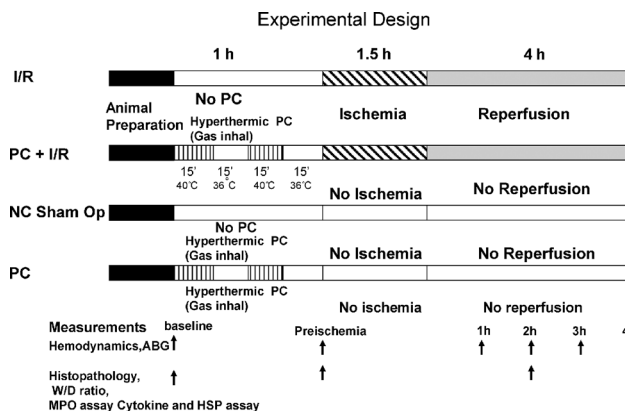 Experimental Design
1 h 1.5 h 4 h
I/R
No PC
Animal Preparation
Hyperthermic PC
(Gas inhal)
Ischemia
Reperfusion
PC + I/R
15' 15' 15' 15'
40°C 36°C 40°C 36°C
No Ischemia
No Reperfusion
NC Sham Op
No PC
Hyperthermic PC
(Gas inhal)
No Ischemia
No Reperfusion
PC
Hyperthermic PC
(Gas inhal)
No ischemia
No reperfusion
Measurements baseline Preischemia 1h 2h 3h 4
Hemodynamics,ABG
Histopathology,
W/D ratio,
MPO assay Cytokine and HSP assay